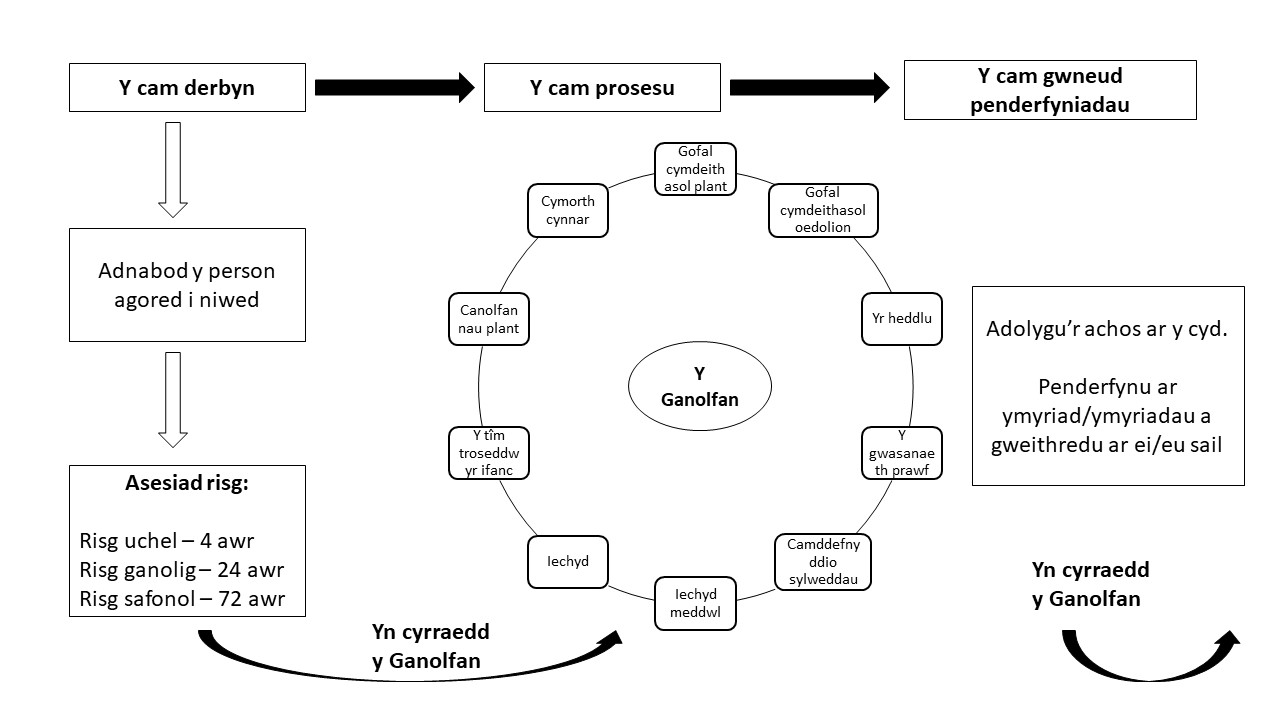 Y cam derbyn
Y cam prosesu
Y cam gwneud
penderfyniadau
Adnabod y person
agored i niwed
Asesiad risg:
Risg uchel – 4 awr
Risg ganolig – 24 awr
Risg safonol – 72 awr
Yn cyrraedd
y Ganolfan
Gofal
cymdeith
asol plant
Gofal
cymdeithasol
oedolion
Yr heddlu
Y
gwasanae
th prawf
Camddefny
ddio
sylweddau
Iechyd
meddwl
Iechyd
Y tîm
troseddw
yr ifanc
Canolfan
nau plant
Cymorth
cynnar
Y
Ganolfan
Adolygu’r achos ar y cyd.
Penderfynu ar
ymyriad/ymyriadau a
gweithredu ar ei/eu sail
Yn cyrraedd
y Ganolfan